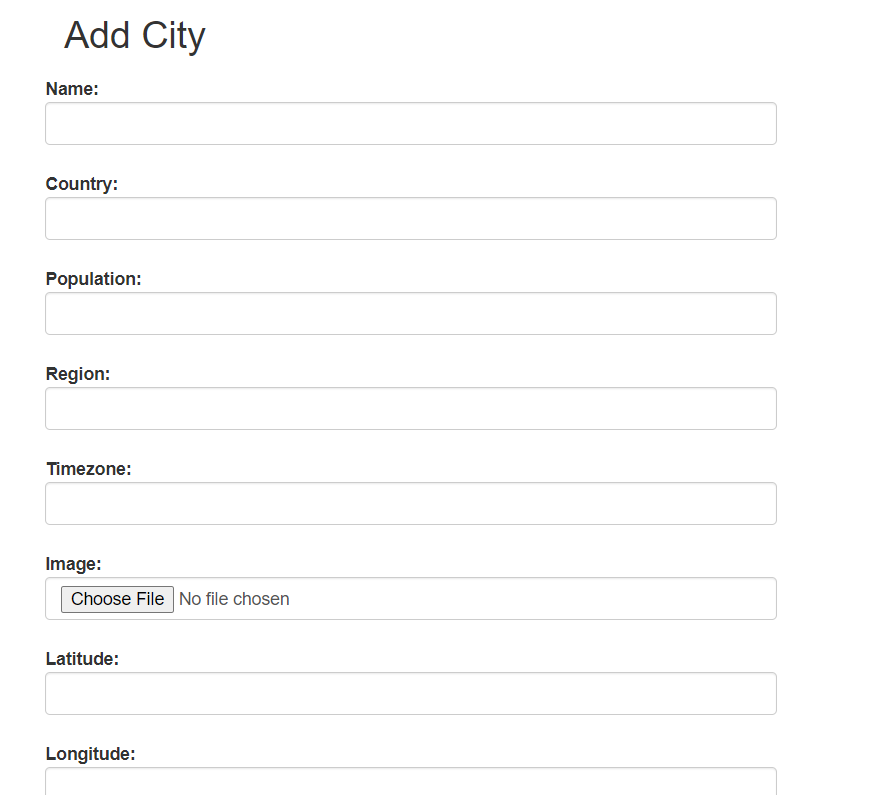 Add City
Name:
Country:
Population:
Region:
Timezone:
Image:
Choose File No file chosen
Latitude:
Longitude: